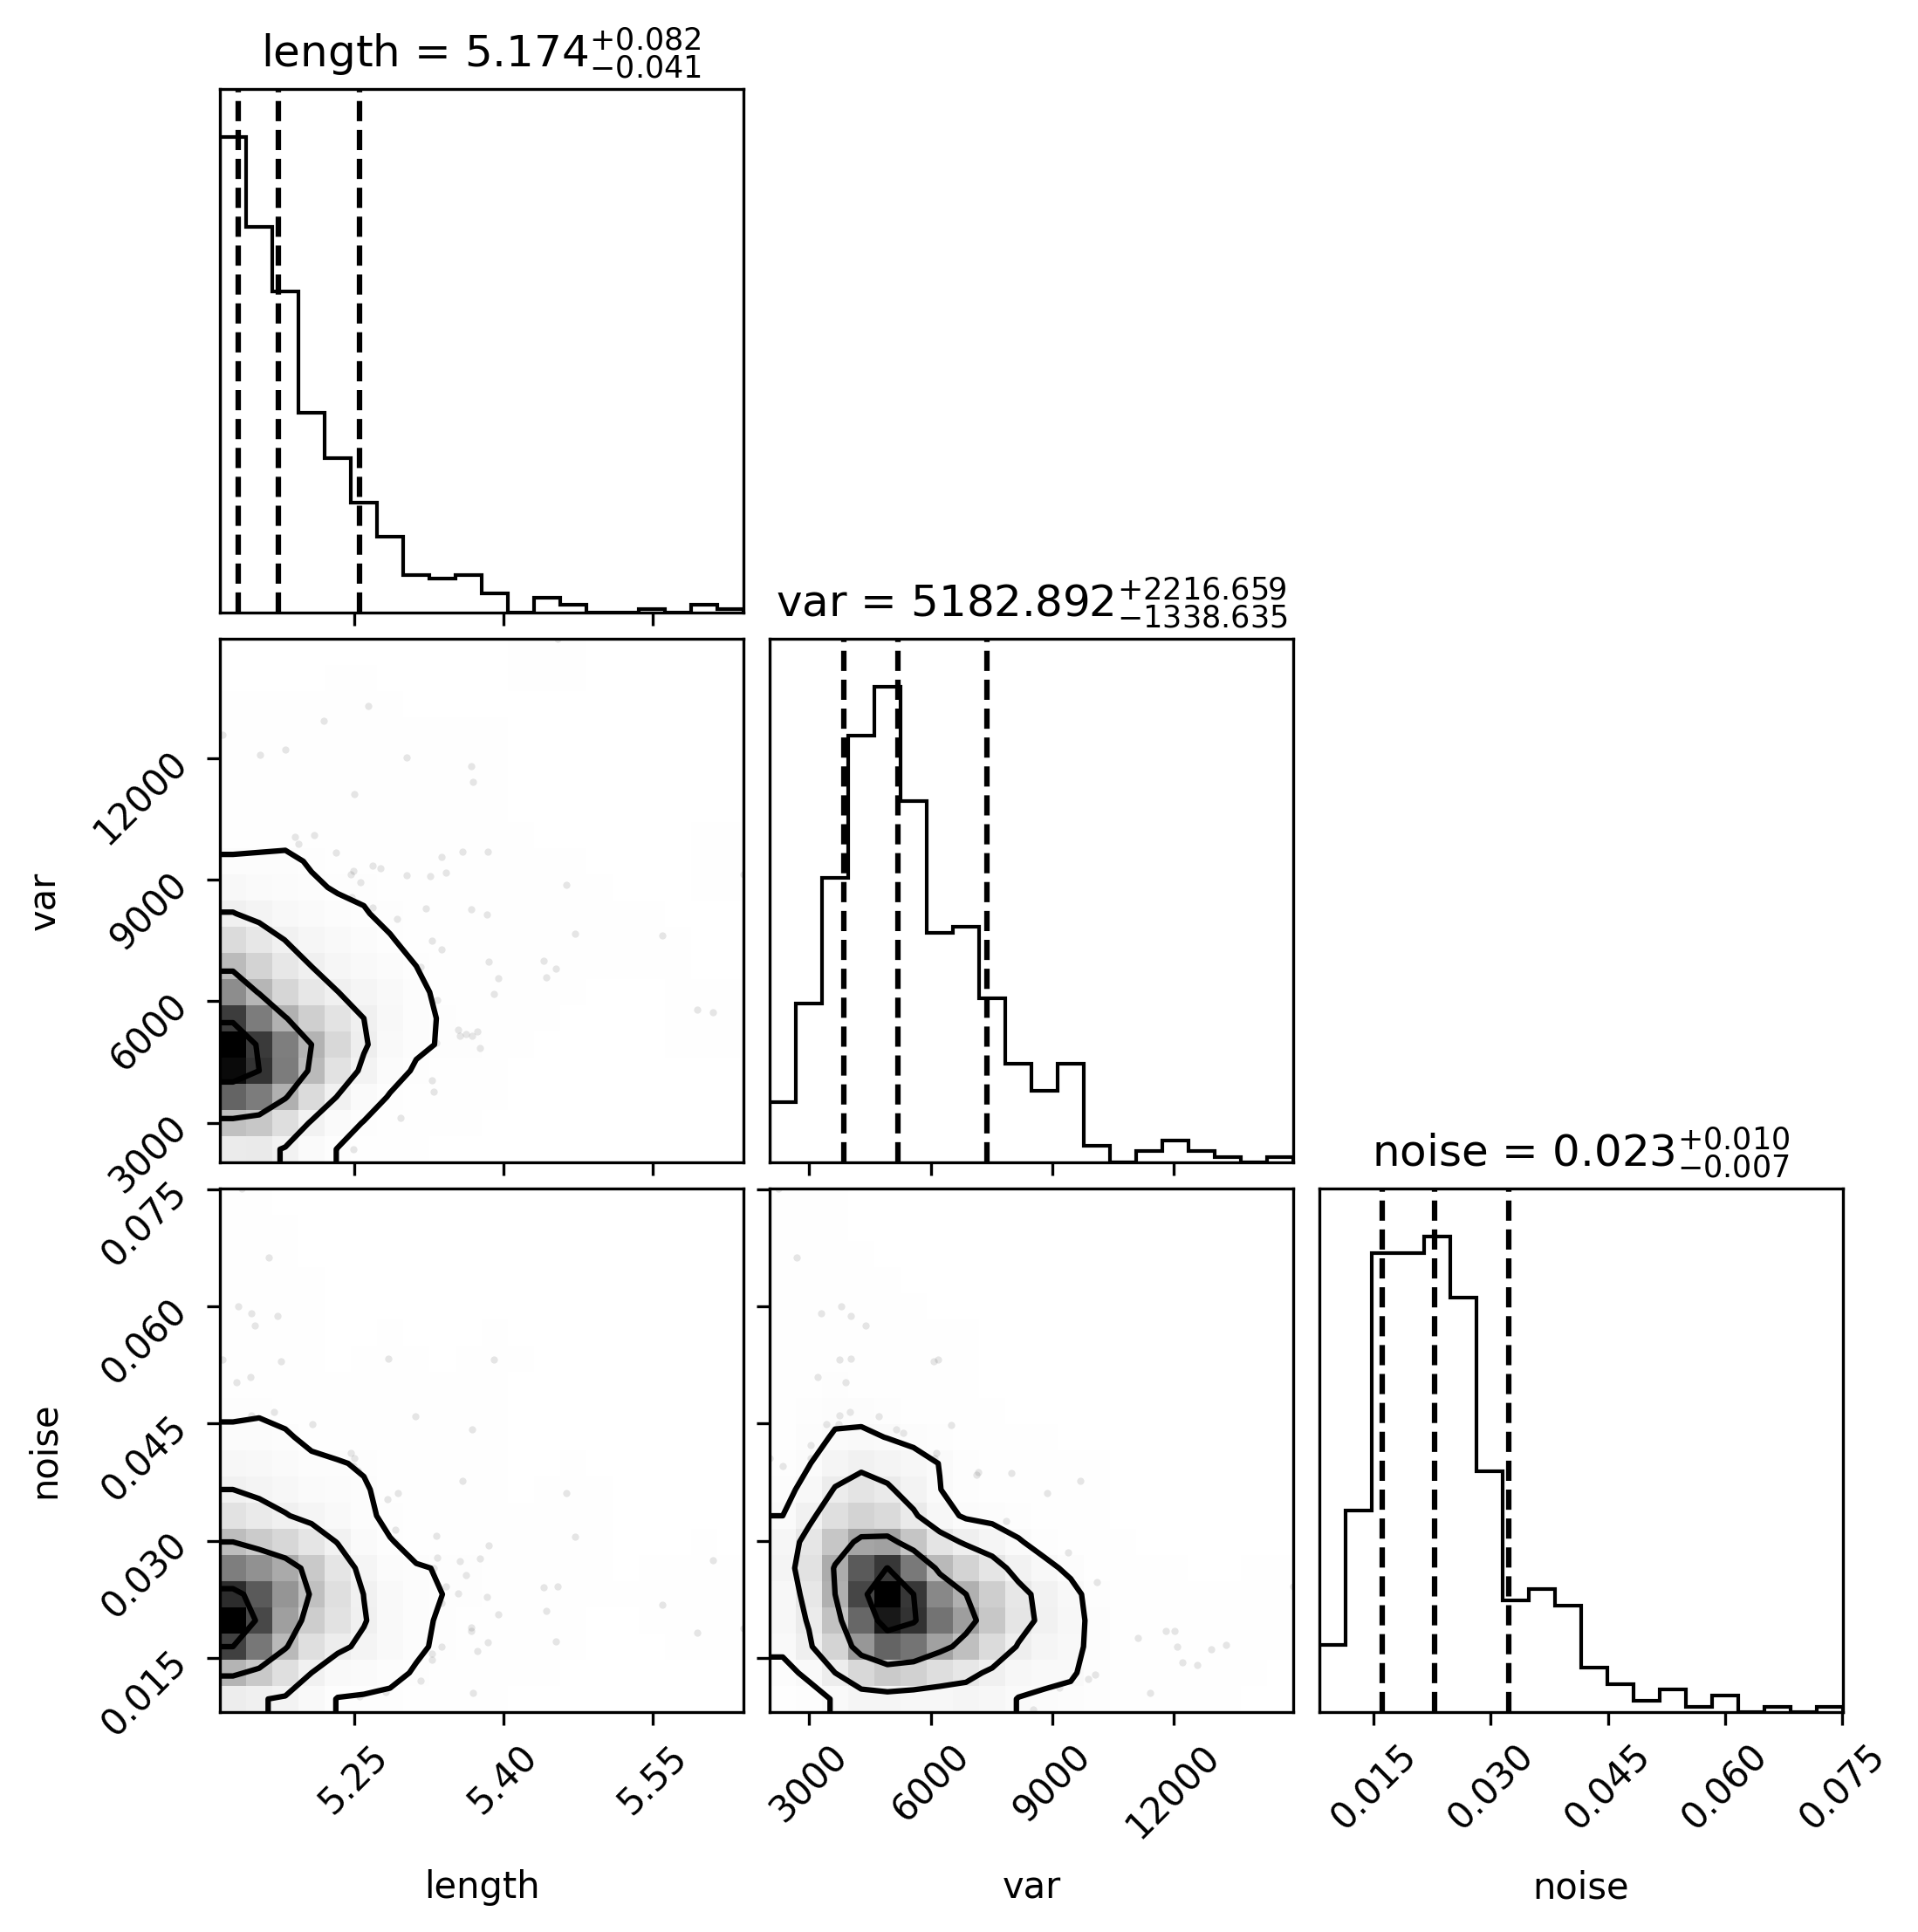 length = 5.174 +0.082 −0.041
var = 5182.892 +2216.659 −1338.635
var
12000
9000
6000
3000
noise = 0.023 +0.010 −0.007
noise
0.075
0.060
0.045
0.030
0.015
5.25 5.40 5.55
3000 6000 9000 12000
0.015 0.030 0.045 0.060 0.075
length var noise